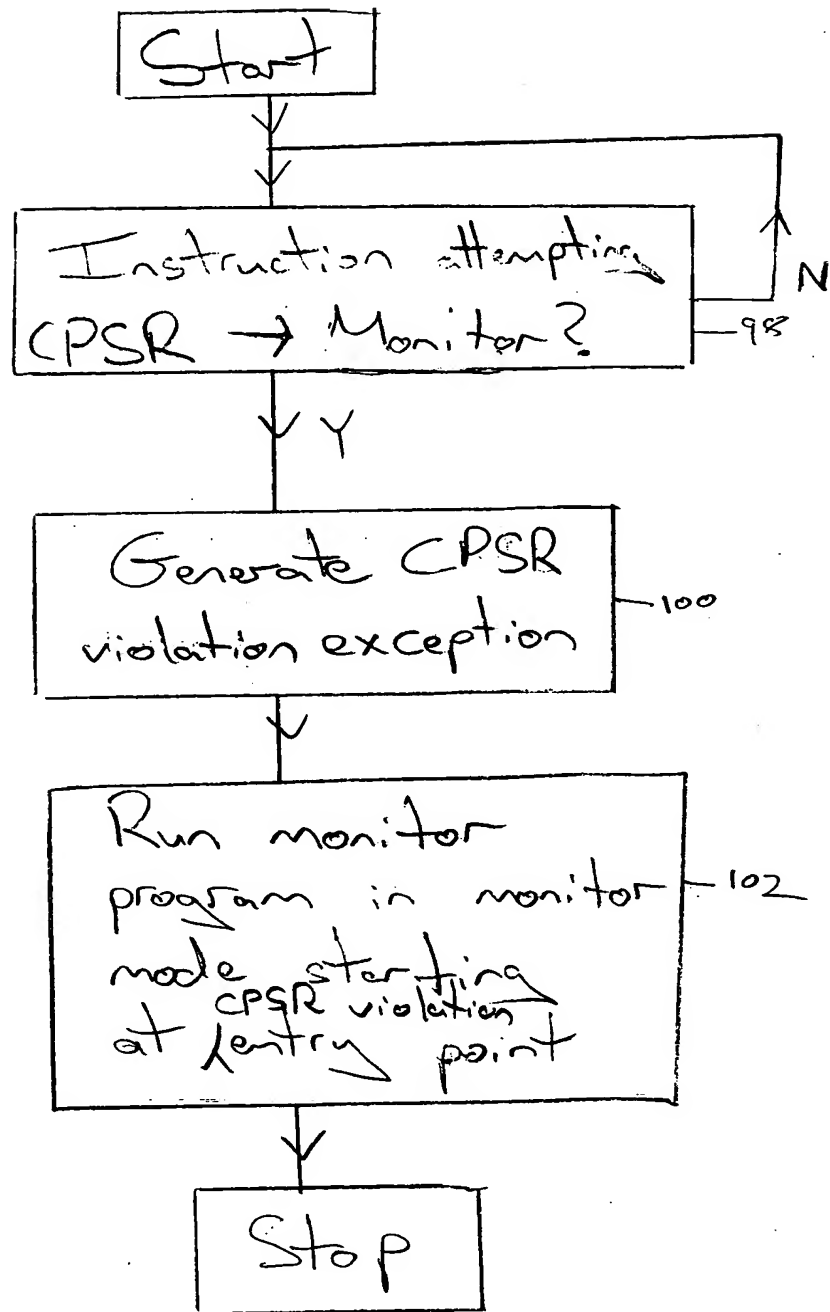 Start
Instruction attempting
CPSR → Monitor?
N
98
Y
Generate CPSR
violation exception
100
Run monitor
program in monitor
102
mode starting
CPSR violation
at entry point
Stop